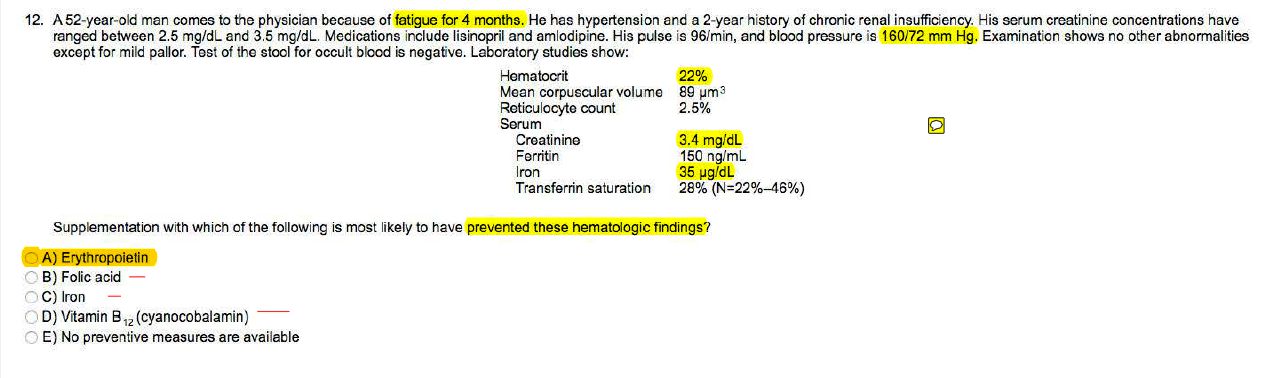 12. A 52-year-old man comes to the physician because of fatigue for 4 months. He has hypertension and a 2-year history of chronic renal insufficiency. His serum creatinine concentrations have
ranged between 2.5 mg/dL and 3.5 mg/dL. Medications include lisinopril and amlodipine. His pulse is 96/min, and blood pressure is 160/72 mm Hg. Examination shows no other abnormalities
except for mild pallor. Test of the stool for occult blood is negative. Laboratory studies show:
Hematocrit 22%
Mean corpuscular volume 89 µm³
Reticulocyte count 2.5%
Serum
Creatinine 3.4 mg/dL
Ferritin 150 ng/mL
Iron 35 µg/dL
Transferrin saturation 28% (N=22%–46%)
Supplementation with which of the following is most likely to have prevented these hematologic findings?
A) Erythropoietin
B) Folic acid
C) Iron
D) Vitamin B₁₂ (cyanocobalamin)
E) No preventive measures are available